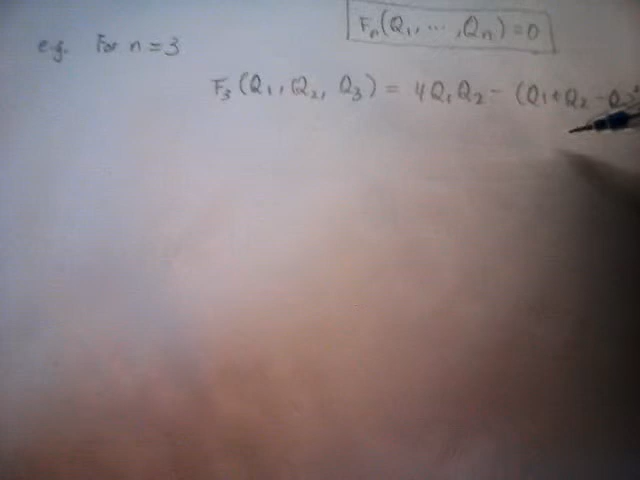 Fₙ(Q₁, ⋯, Qₙ) = 0
e.g. For n = 3
F₃(Q₁, Q₂, Q₃) = 4Q₁Q₂ − (Q₁+Q₂−Q